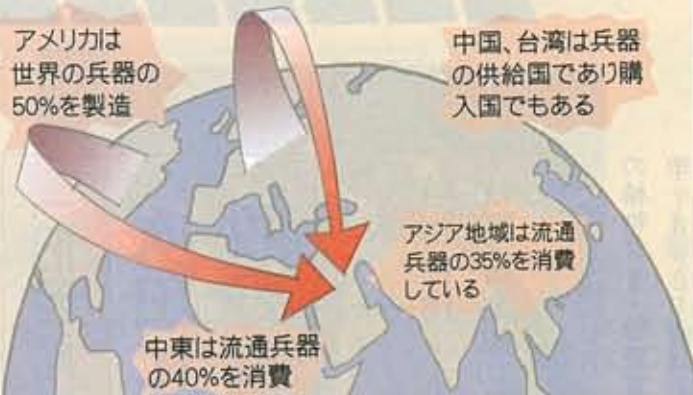 アメリカは
世界の兵器の
50%を製造
中国、台湾は兵器
の供給国であり購
入国でもある
アジア地域は流通
兵器の35%を消費
している
中東は流通兵器
の40%を消費